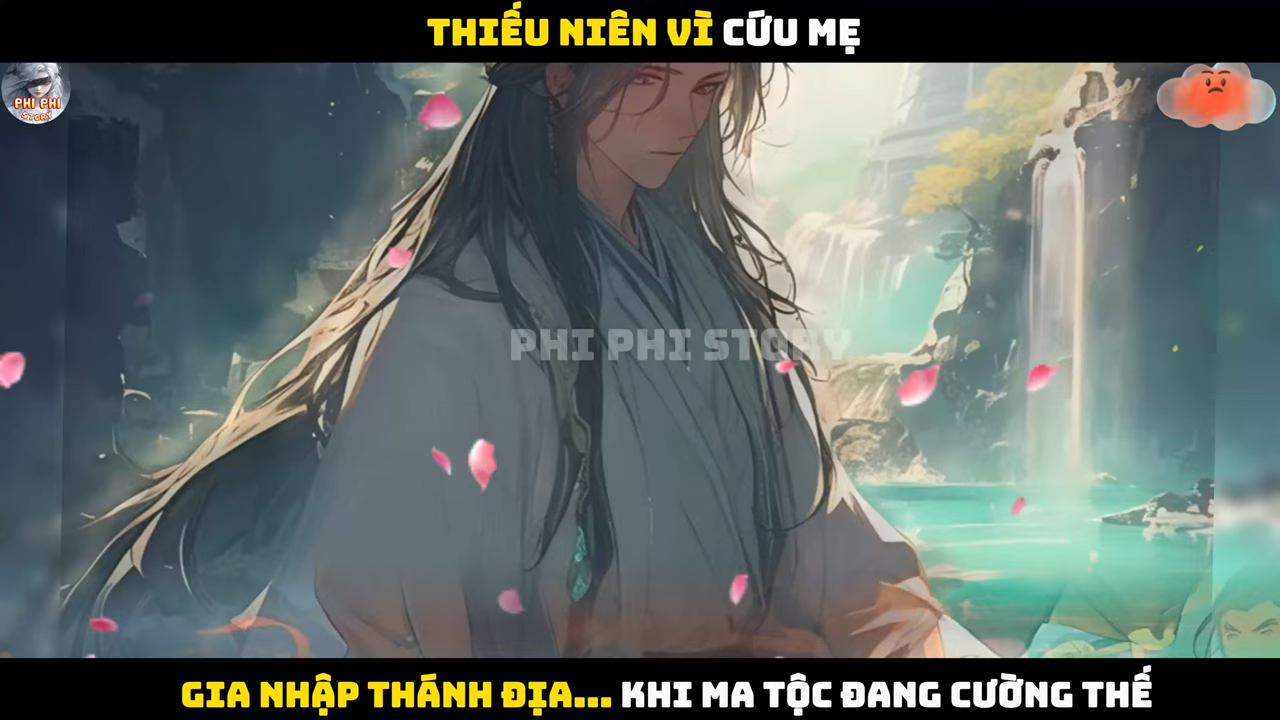 THIẾU NIÊN VÌ CỨU MẸ
PHI PHI
STORY
PHI PHI STORY
GIA NHẬP THÁNH ĐỊA... KHI MA TỘC ĐANG CƯỜNG THẾ